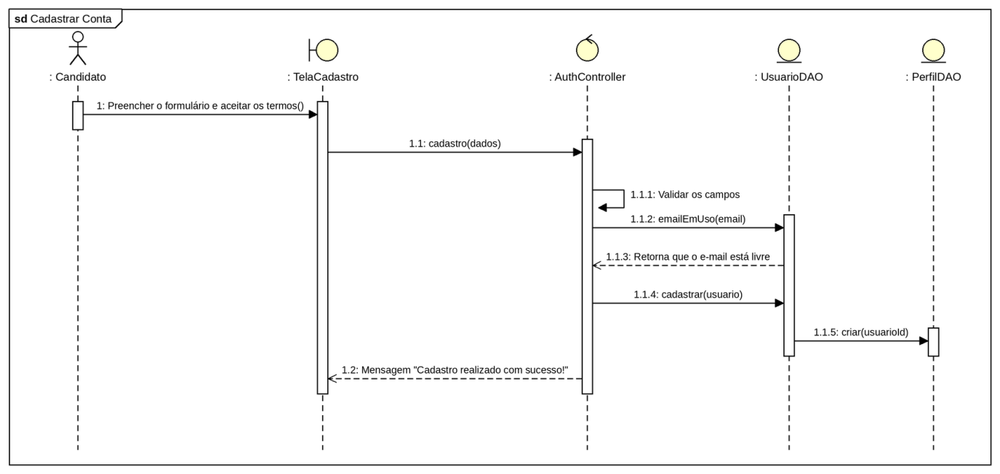 sd Cadastrar Conta
: Candidato
: TelaCadastro
: AuthController
: UsuarioDAO
: PerfilDAO
1: Preencher o formulário e aceitar os termos()
1.1: cadastro(dados)
1.1.1: Validar os campos
1.1.2: emailEmUso(email)
1.1.3: Retorna que o e-mail está livre
1.1.4: cadastrar(usuario)
1.1.5: criar(usuarioId)
1.2: Mensagem "Cadastro realizado com sucesso!"